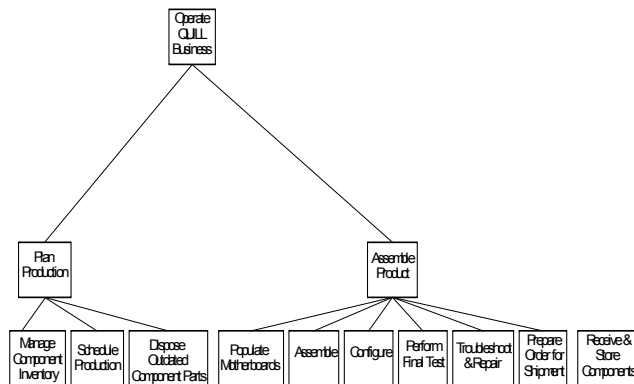 Operate
QUILL
Business
Plan
Production
Assemble
Product
Manage
Component
Inventory
Schedule
Production
Dispose
Outdated
Component Parts
Populate
Motherboards
Assemble
Configure
Perform
Final Test
Troubleshoot
& Repair
Prepare
Order for
Shipment
Receive &
Store
Components